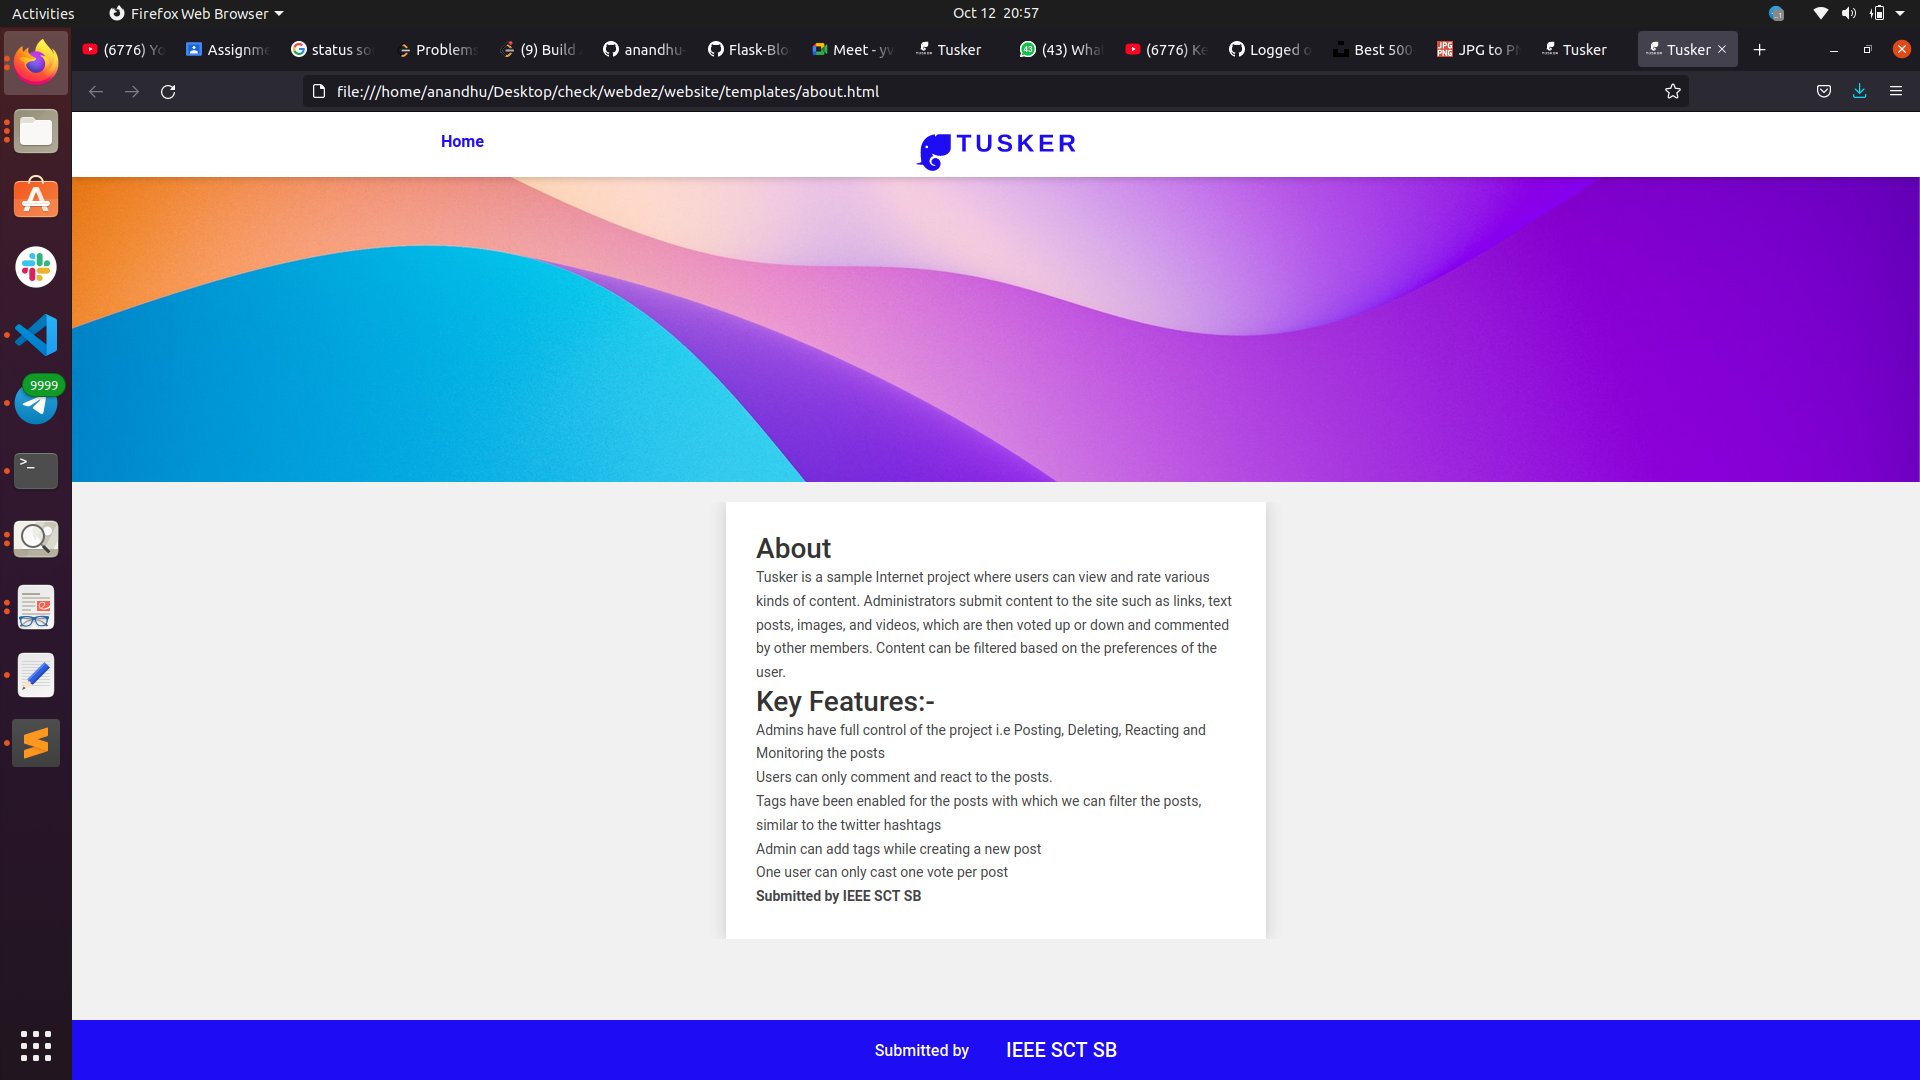 Activities Firefox Web Browser Oct 12 20:57
(6776) Yo Assignme status so Problems (9) Build anandhu- Flask-Blo Meet - yv Tusker (43) Wha (6776) Ke Logged o Best 500 JPG to PN Tusker Tusker
file:///home/anandhu/Desktop/check/webdez/website/templates/about.html
Home TUSKER
9999
About
Tusker is a sample Internet project where users can view and rate various
kinds of content. Administrators submit content to the site such as links, text
posts, images, and videos, which are then voted up or down and commented
by other members. Content can be filtered based on the preferences of the
user.
Key Features:-
Admins have full control of the project i.e Posting, Deleting, Reacting and
Monitoring the posts
Users can only comment and react to the posts.
Tags have been enabled for the posts with which we can filter the posts,
similar to the twitter hashtags
Admin can add tags while creating a new post
One user can only cast one vote per post
Submitted by IEEE SCT SB
Submitted by IEEE SCT SB